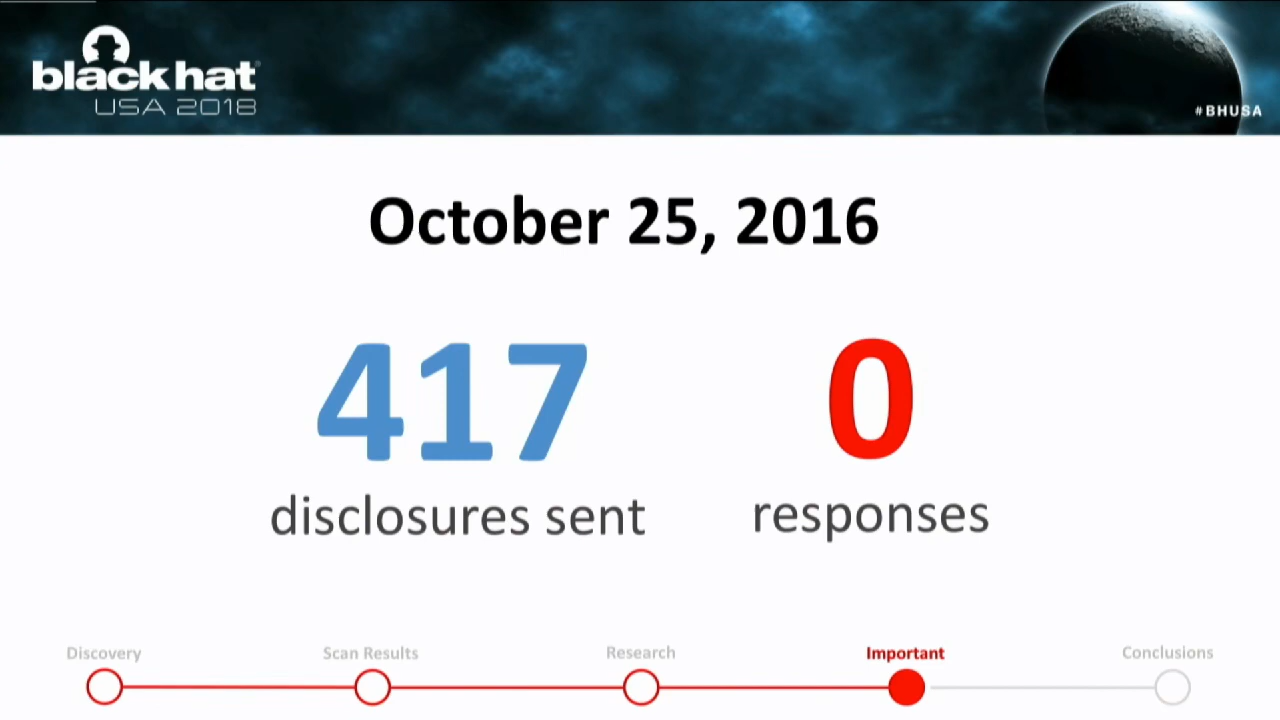 black hat
USA 2018
#BHUSA
October 25, 2016
417
disclosures sent
0
responses
Discovery
Scan Results
Research
Important
Conclusions